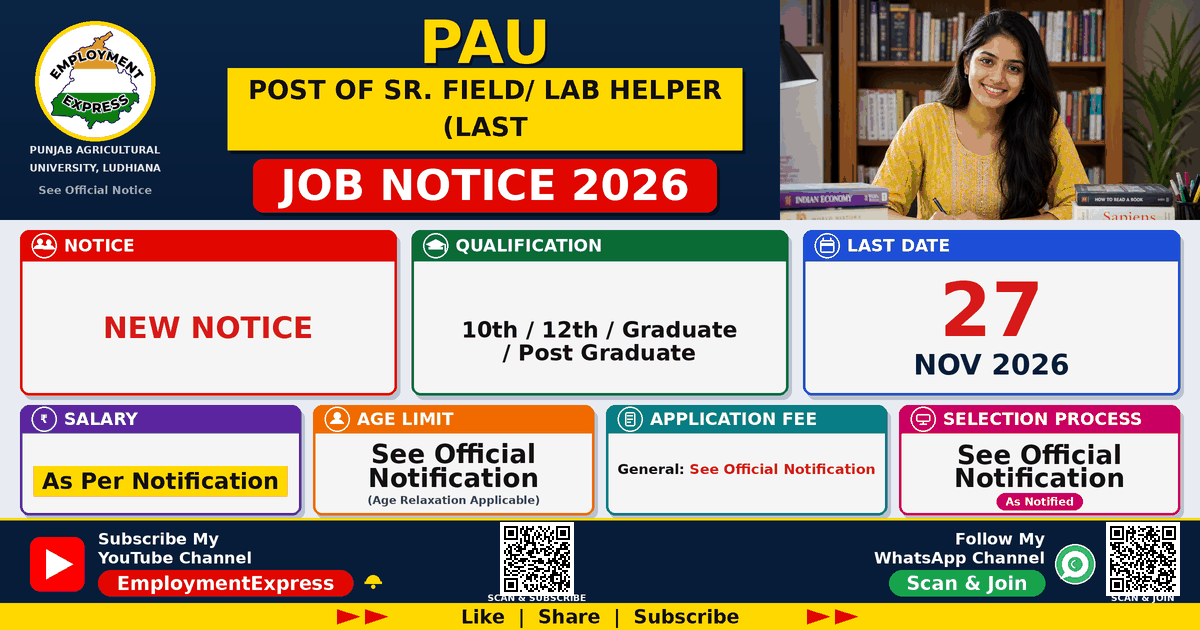 EMPLOYMENT
EXPRESS
PUNJAB AGRICULTURAL
UNIVERSITY, LUDHIANA
See Official Notice
PAU
POST OF SR. FIELD/ LAB HELPER
(LAST
JOB NOTICE 2026
INDIAN ECONOMY
WORLD HISTORY
HOW TO READ A BOOK
Sapiens
NOTICE
NEW NOTICE
QUALIFICATION
10th / 12th / Graduate
/ Post Graduate
LAST DATE
27
NOV 2026
₹ SALARY
As Per Notification
AGE LIMIT
See Official
Notification
(Age Relaxation Applicable)
APPLICATION FEE
General: See Official Notification
SELECTION PROCESS
See Official
Notification
As Notified
Subscribe My
YouTube Channel
EmploymentExpress
SCAN & SUBSCRIBE
Follow My
WhatsApp Channel
Scan & Join
SCAN & JOIN
Like | Share | Subscribe